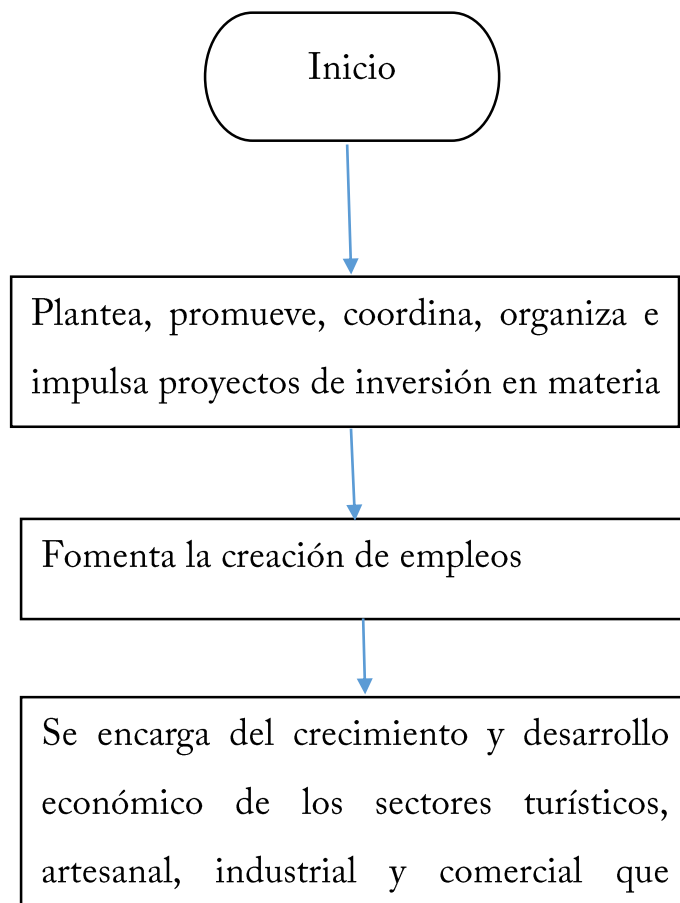 Inicio
Plantea, promueve, coordina, organiza e
impulsa proyectos de inversión en materia
Fomenta la creación de empleos
Se encarga del crecimiento y desarrollo
económico de los sectores turísticos,
artesanal, industrial y comercial que